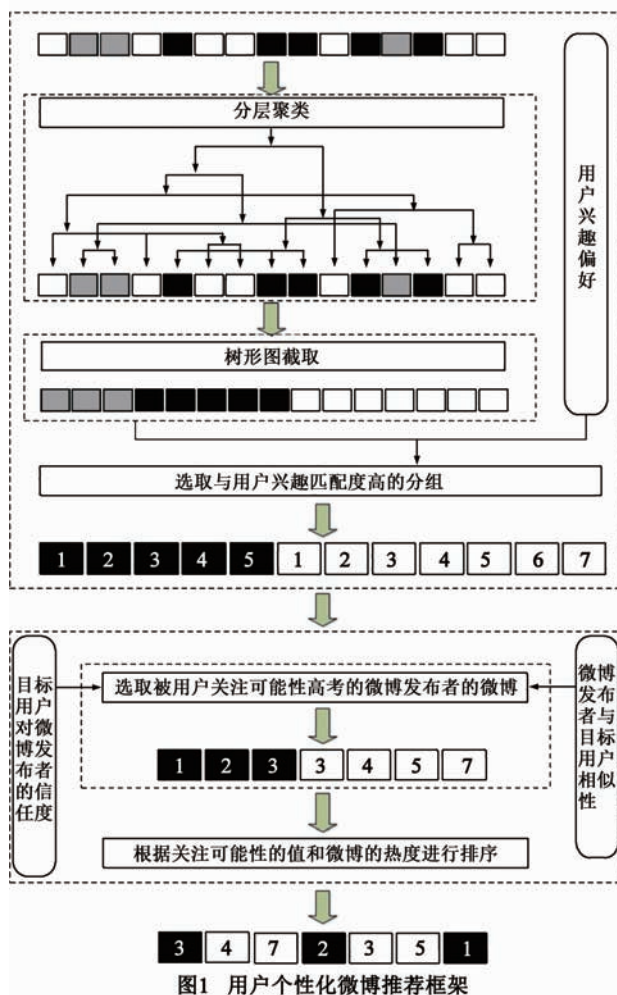 分层聚类
用户兴趣偏好
树形图截取
选取与用户兴趣匹配度高的分组
1 2 3 4 5 1 2 3 4 5 6 7
目标用户对微博发布者的信任度
选取被用户关注可能性高考的微博发布者的微博
微博发布者与目标用户相似性
1 2 3 3 4 5 7
根据关注可能性的值和微博的热度进行排序
3 4 7 2 3 5 1
图1 用户个性化微博推荐框架